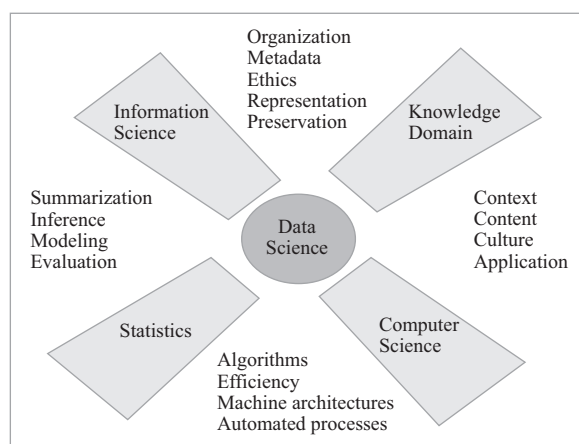 Organization
Metadata
Ethics
Representation
Preservation
Information
Science
Knowledge
Domain
Summarization
Inference
Modeling
Evaluation
Data
Science
Context
Content
Culture
Application
Statistics
Computer
Science
Algorithms
Efficiency
Machine architectures
Automated processes